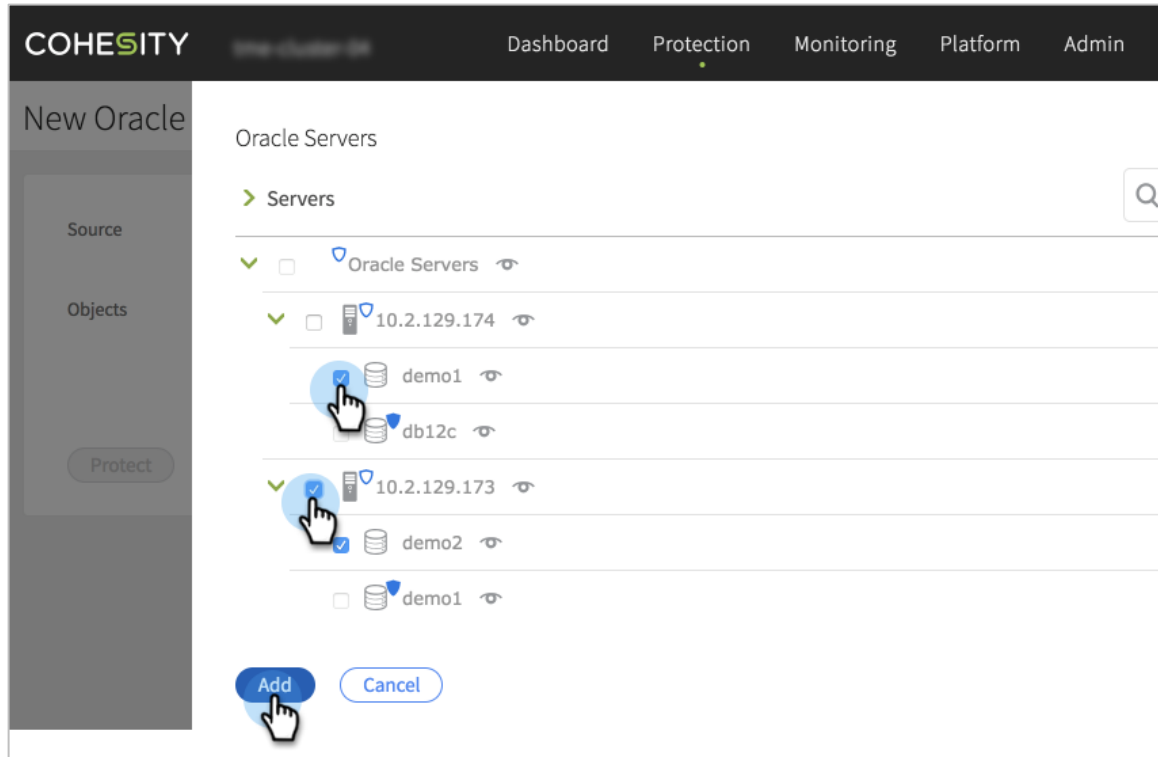 COHESITY Dashboard Protection Monitoring Platform Admin
New Oracle
Oracle Servers
Servers
Source
Oracle Servers
Objects
10.2.129.174
demo1
db12c
Protect
10.2.129.173
demo2
demo1
Add Cancel